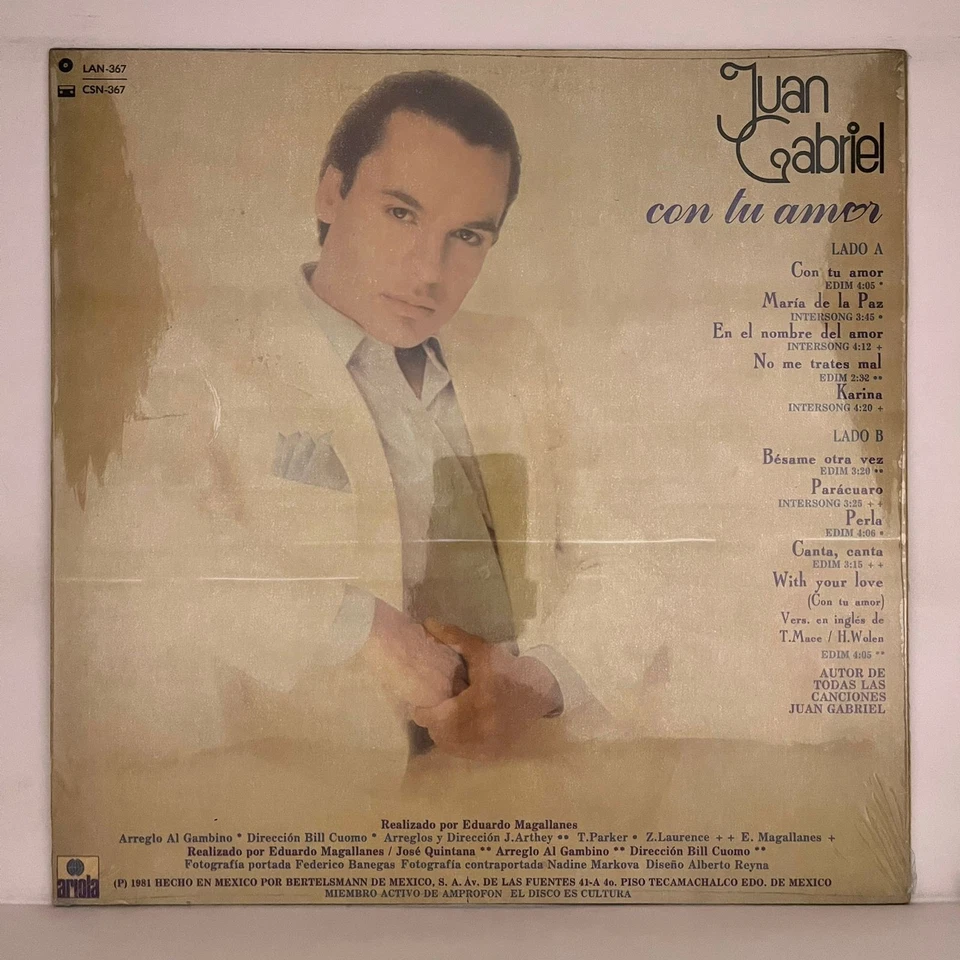 LAN-367
CSN-367
Juan
Gabriel
con tu amor
LADO A
Con tu amor
EDIM 4:05 *
María de la Paz
INTERSONG 3:45 •
En el nombre del amor
INTERSONG 4:12 +
No me trates mal
EDIM 2:32 **
Karina
INTERSONG 4:20 +
LADO B
Bésame otra vez
EDIM 3:20 **
Parácuaro
INTERSONG 3:25 ++
Perla
EDIM 4:06 •
Canta, canta
EDIM 3:15 ++
With your love
(Con tu amor)
Vers. en inglés de
T.Mace / H.Wolen
EDIM 4:05 **
AUTOR DE
TODAS LAS
CANCIONES
JUAN GABRIEL
Realizado por Eduardo Magallanes
Arreglo Al Gambino * Dirección Bill Cuomo * Arreglos y Dirección J.Arthey •• T.Parker • Z.Laurence ++ E. Magallanes +
Realizado por Eduardo Magallanes / José Quintana ** Arreglo Al Gambino ** Dirección Bill Cuomo **
Fotografía portada Federico Banegas Fotografía contraportada Nadine Markova Diseño Alberto Reyna
ariola
(P) 1981 HECHO EN MEXICO POR BERTELSMANN DE MEXICO, S. A. Av. DE LAS FUENTES 41-A 4o. PISO TECAMACHALCO EDO. DE MEXICO
MIEMBRO ACTIVO DE AMPROFON EL DISCO ES CULTURA